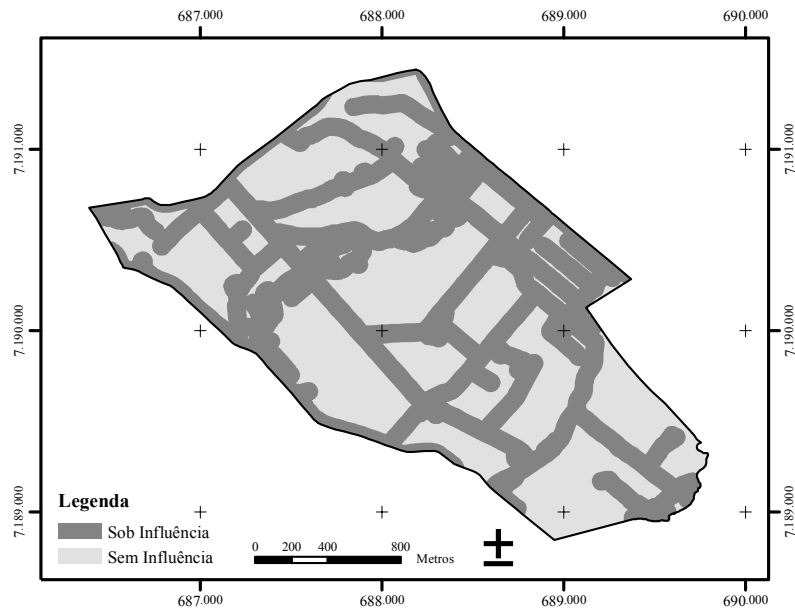 687.000 688.000 689.000 690.000
7.191.000 7.191.000
7.190.000 7.190.000
7.189.000 7.189.000
Legenda
Sob Influência
Sem Influência
0 200 400 800 Metros
687.000 688.000 689.000 690.000